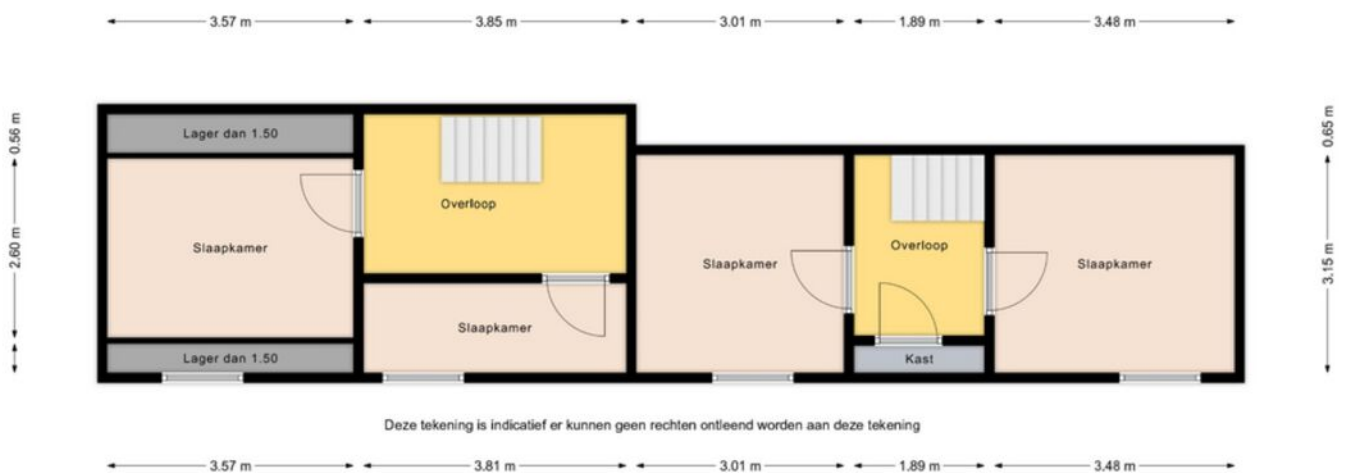 3.57 m 3.85 m 3.01 m 1.89 m 3.48 m
0.56 m
0.65 m
Lager dan 1.50
Overloop
Slaapkamer
Overloop
Slaapkamer
Slaapkamer
2.60 m
3.15 m
Slaapkamer
Lager dan 1.50
Kast
Deze tekening is indicatief er kunnen geen rechten ontleend worden aan deze tekening
3.57 m 3.81 m 3.01 m 1.89 m 3.48 m